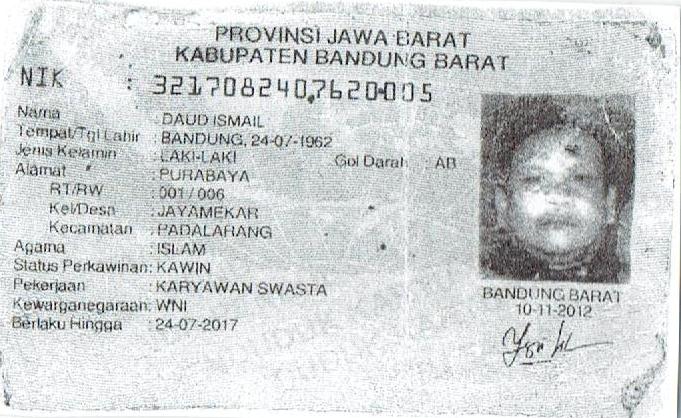 PROVINSI JAWA BARAT
KABUPATEN BANDUNG BARAT
NIK : 3217082407620005
Nama : DAUD ISMAIL
Tempat/Tgl Lahir : BANDUNG, 24-07-1962
Jenis Kelamin : LAKI-LAKI Gol Darah : AB
Alamat : PURABAYA
RT/RW : 001 / 006
Kel/Desa : JAYAMEKAR
Kecamatan : PADALARANG
Agama : ISLAM
Status Perkawinan: KAWIN
Pekerjaan : KARYAWAN SWASTA
Kewarganegaraan: WNI
Berlaku Hingga : 24-07-2017
BANDUNG BARAT
10-11-2012